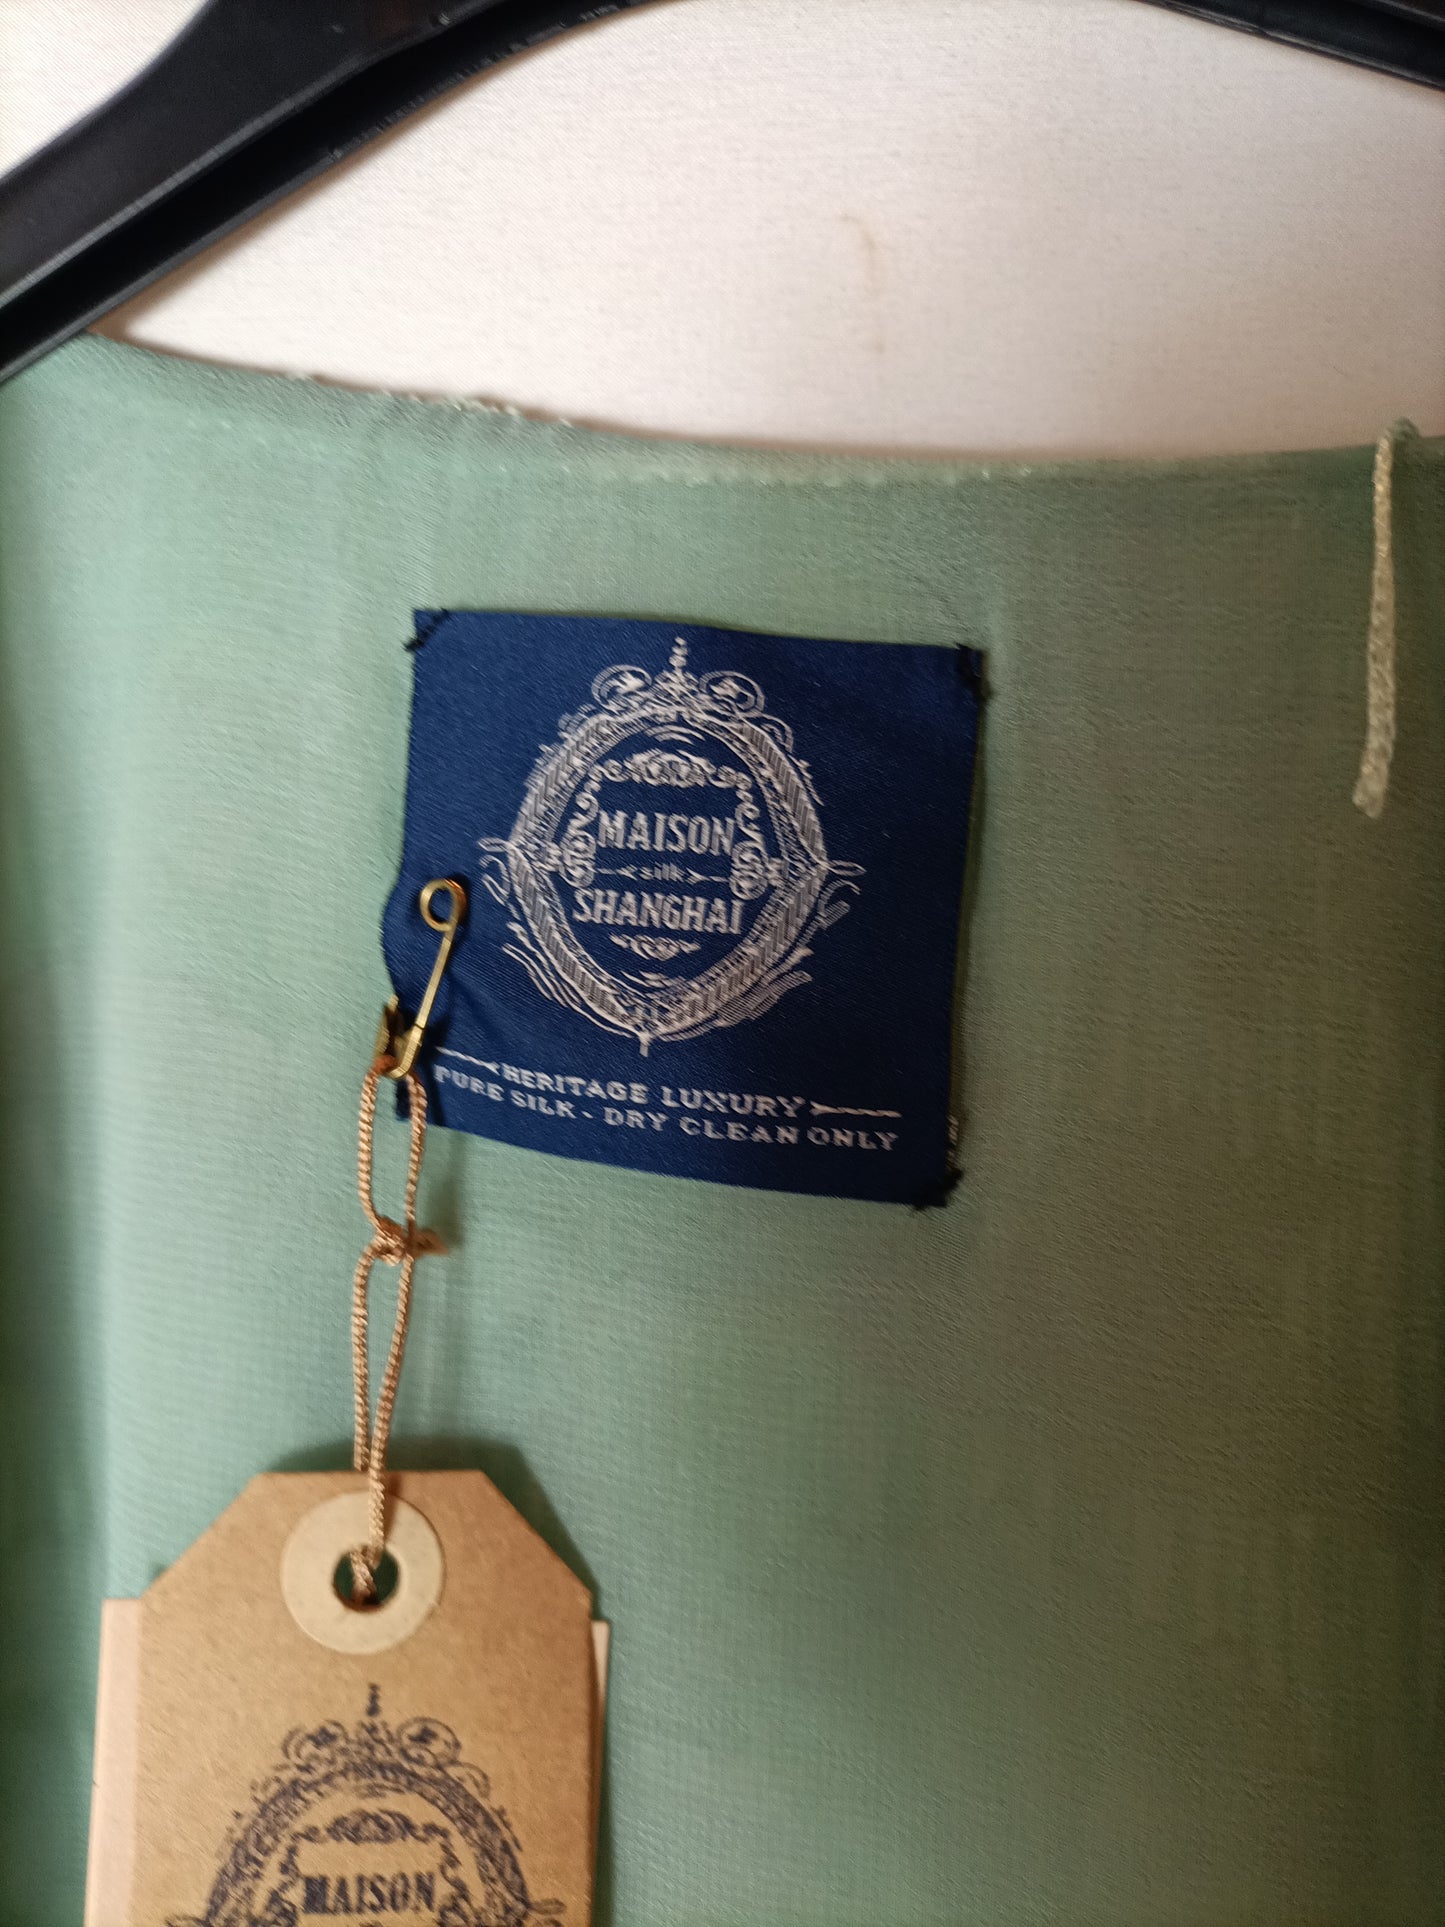 MAISON
silk
SHANGHAI
HERITAGE LUXURY
PURE SILK - DRY CLEAN ONLY
MAISON